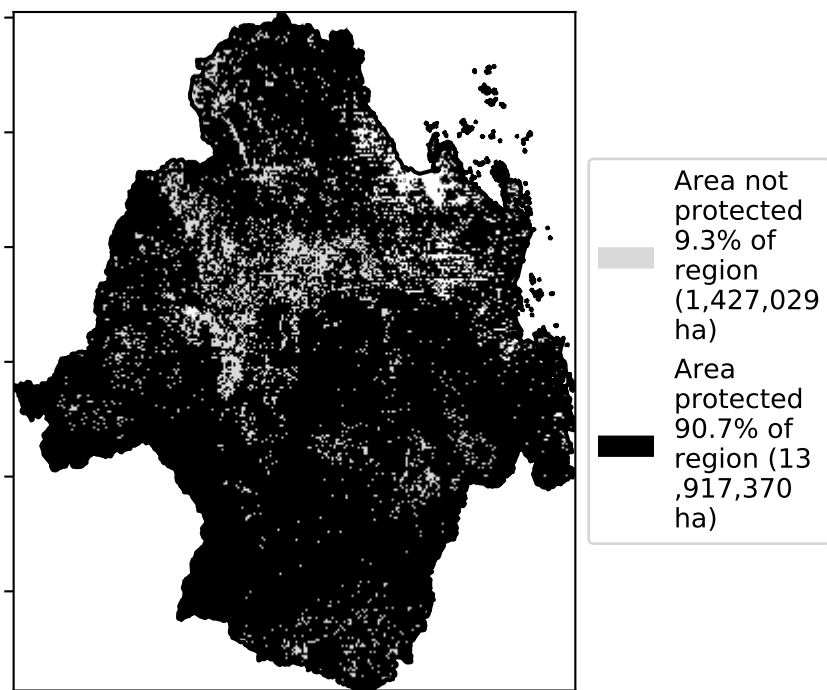 Area not
protected
9.3% of
region
(1,427,029
ha)
Area
protected
90.7% of
region (13
,917,370
ha)